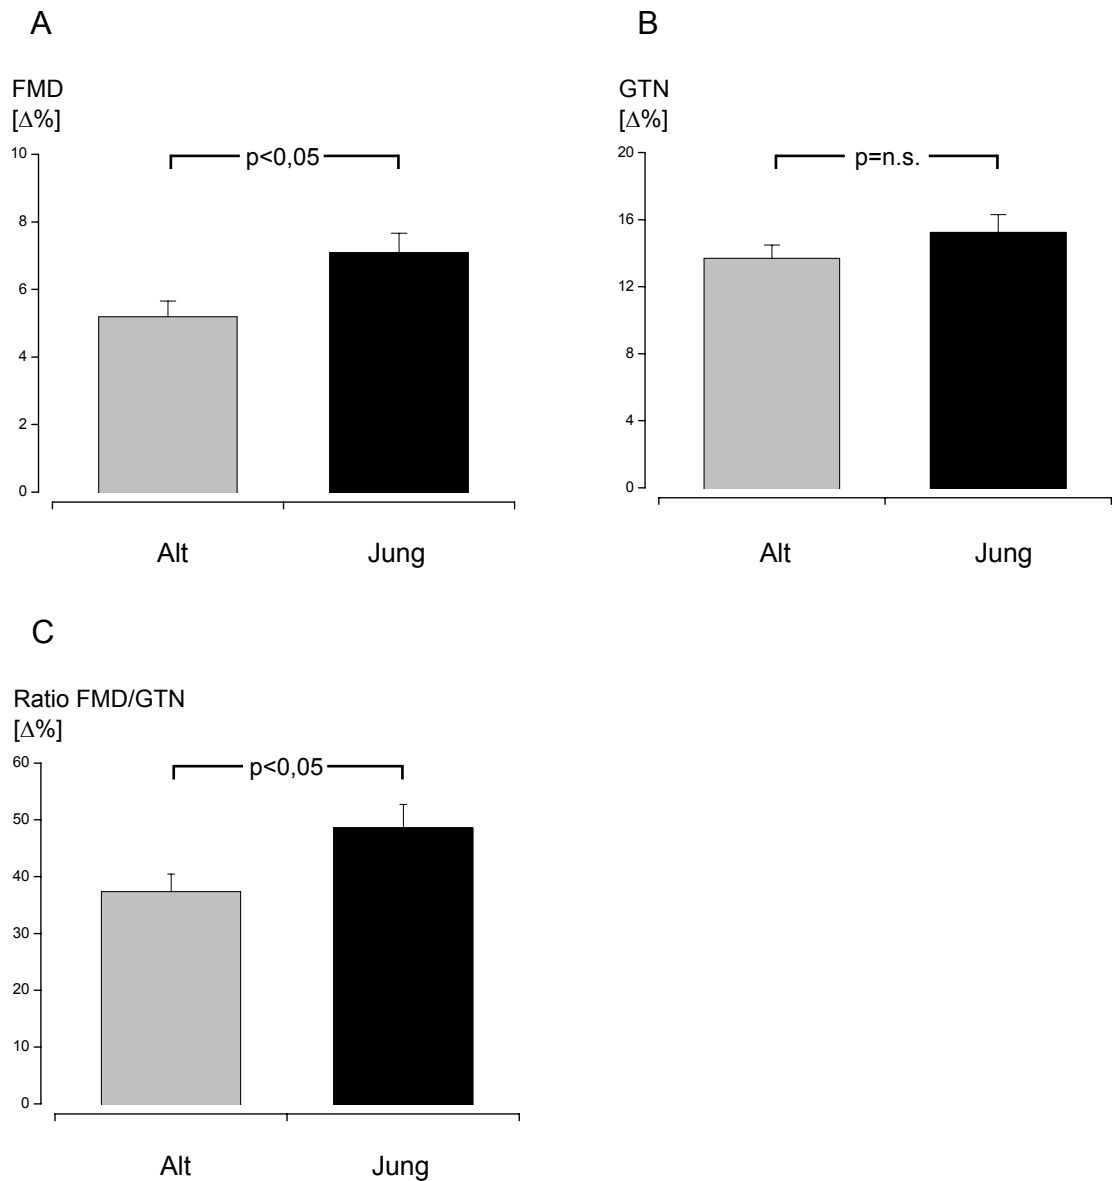 A
FMD
[Δ%]
10
8
6
4
2
0
p<0,05
Alt Jung
B
GTN
[Δ%]
20
16
12
8
4
0
p=n.s.
Alt Jung
C
Ratio FMD/GTN
[Δ%]
60
50
40
30
20
10
0
p<0,05
Alt Jung